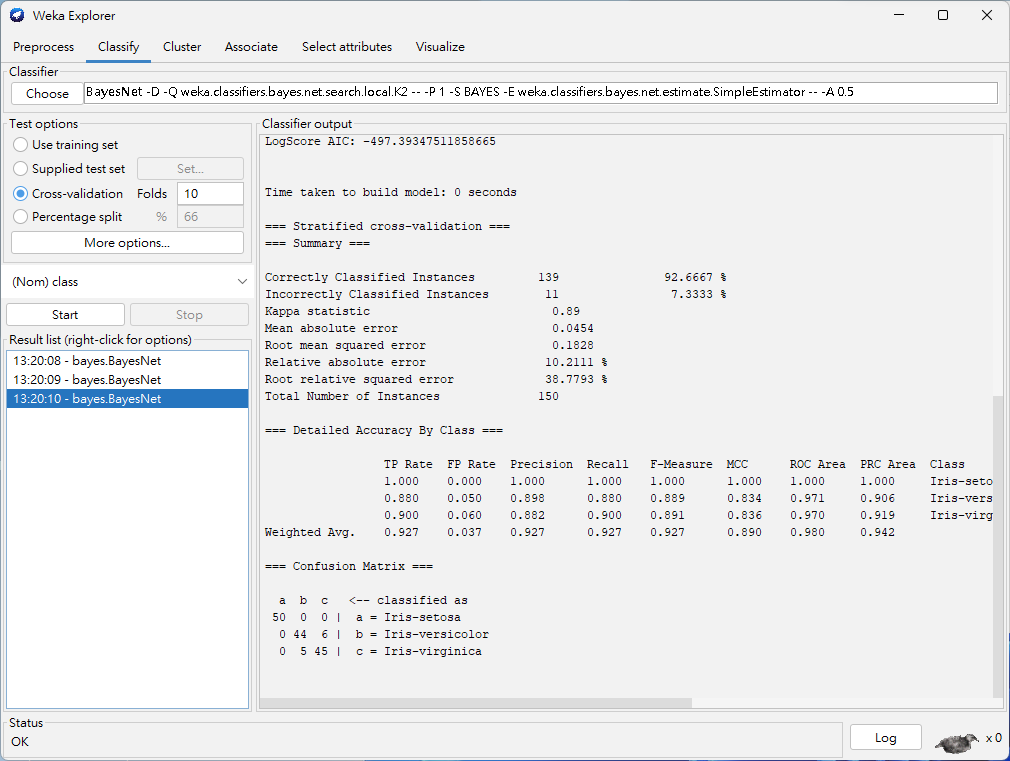 Weka Explorer
Preprocess Classify Cluster Associate Select attributes Visualize
Classifier
Choose BayesNet -D -Q weka.classifiers.bayes.net.search.local.K2 -- -P 1 -S BAYES -E weka.classifiers.bayes.net.estimate.SimpleEstimator -- -A 0.5
Test options
Use training set
Supplied test set Set...
Cross-validation Folds 10
Percentage split % 66
More options...
(Nom) class
Start Stop
Result list (right-click for options)
13:20:08 - bayes.BayesNet
13:20:09 - bayes.BayesNet
13:20:10 - bayes.BayesNet
Classifier output
LogScore AIC: -497.39347511858665
Time taken to build model: 0 seconds
=== Stratified cross-validation ===
=== Summary ===
Correctly Classified Instances 139 92.6667 %
Incorrectly Classified Instances 11 7.3333 %
Kappa statistic 0.89
Mean absolute error 0.0454
Root mean squared error 0.1828
Relative absolute error 10.2111 %
Root relative squared error 38.7793 %
Total Number of Instances 150
=== Detailed Accuracy By Class ===
TP Rate FP Rate Precision Recall F-Measure MCC ROC Area PRC Area Class
1.000 0.000 1.000 1.000 1.000 1.000 1.000 1.000 Iris-seto
0.880 0.050 0.898 0.880 0.889 0.834 0.971 0.906 Iris-vers
0.900 0.060 0.882 0.900 0.891 0.836 0.970 0.919 Iris-virg
Weighted Avg. 0.927 0.037 0.927 0.927 0.927 0.890 0.980 0.942
=== Confusion Matrix ===
a b c <-- classified as
50 0 0 | a = Iris-setosa
0 44 6 | b = Iris-versicolor
0 5 45 | c = Iris-virginica
Status
OK
Log
x 0